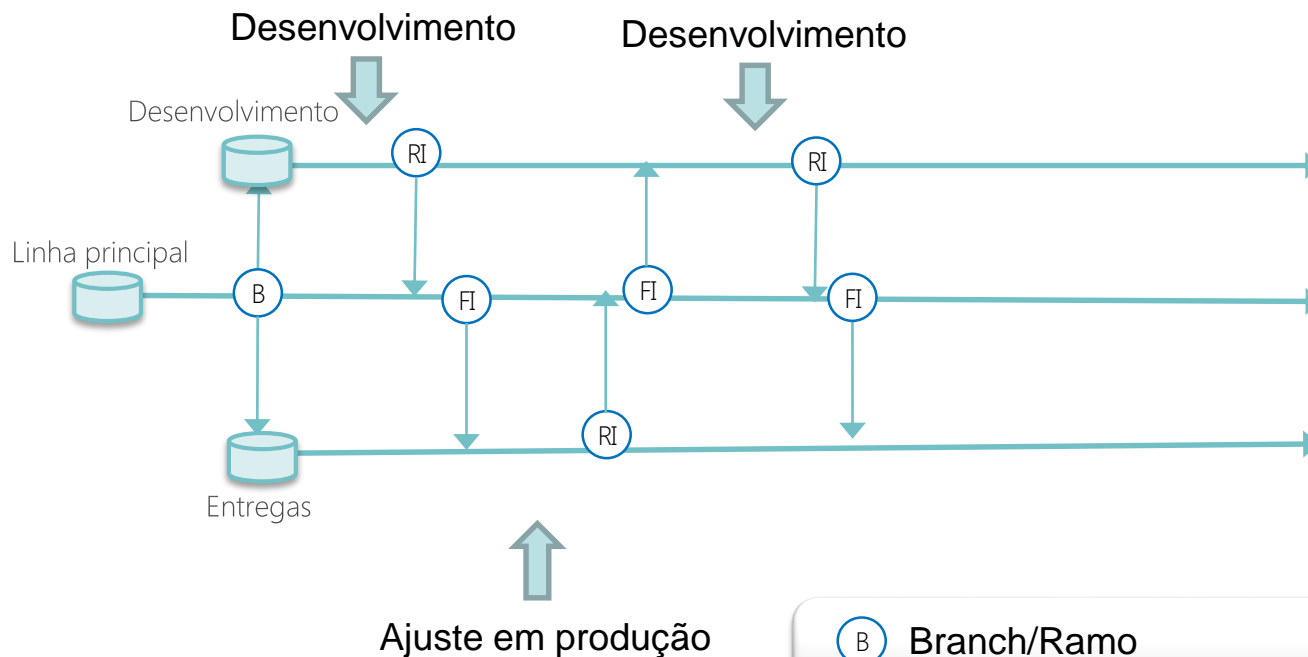 Desenvolvimento
Desenvolvimento
Desenvolvimento
RI
RI
Linha principal
B
FI
FI
FI
RI
Entregas
Ajuste em produção
B Branch/Ramo